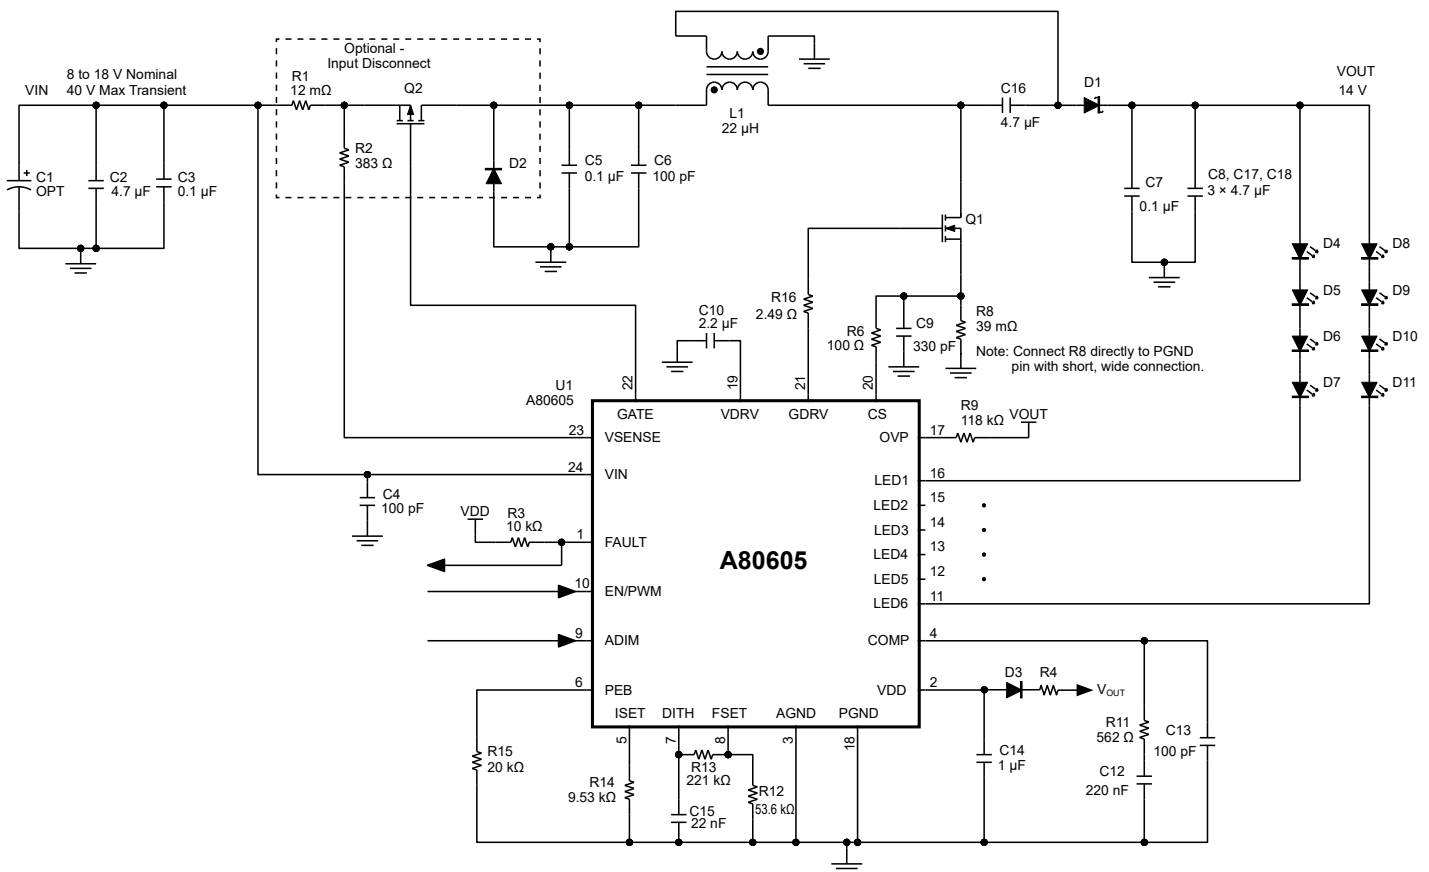 VIN
8 to 18 V Nominal
40 V Max Transient
Optional -
Input Disconnect
R1
12 mΩ
Q2
R2
383 Ω
D2
C1
+
OPT
C2
4.7 µF
C3
0.1 µF
C5
0.1 µF
C6
100 pF
L1
22 µH
C16
4.7 µF
D1
VOUT
14 V
C7
0.1 µF
C8, C17, C18
3 × 4.7 µF
Q1
D4
D5
D6
D7
D8
D9
D10
D11
R16
2.49 Ω
C10
2.2 µF
R6
100 Ω
C9
330 pF
R8
39 mΩ
Note: Connect R8 directly to PGND
pin with short, wide connection.
U1
A80605
22
19
21
20
GATE
VDRV
GDRV
CS
23
VSENSE
24
VIN
C4
100 pF
VDD
R3
10 kΩ
1
FAULT
10
EN/PWM
9
ADIM
6
PEB
A80605
OVP
17
R9
118 kΩ
VOUT
LED1
16
LED2
15
LED3
14
LED4
13
LED5
12
LED6
11
COMP
4
VDD
2
D3
R4
VOUT
ISET
DITH
FSET
AGND
PGND
5
7
8
3
18
R15
20 kΩ
R14
9.53 kΩ
R13
221 kΩ
C15
22 nF
R12
53.6 kΩ
C14
1 µF
R11
562 Ω
C12
220 nF
C13
100 pF